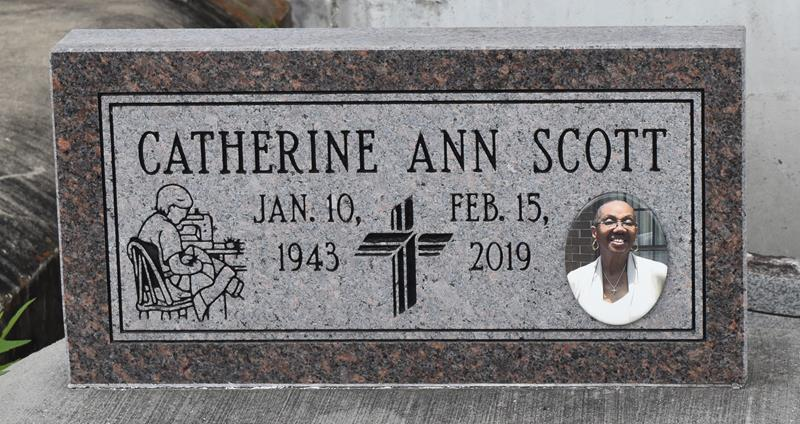 CATHERINE ANN SCOTT
JAN. 10, FEB. 15,
1943 2019